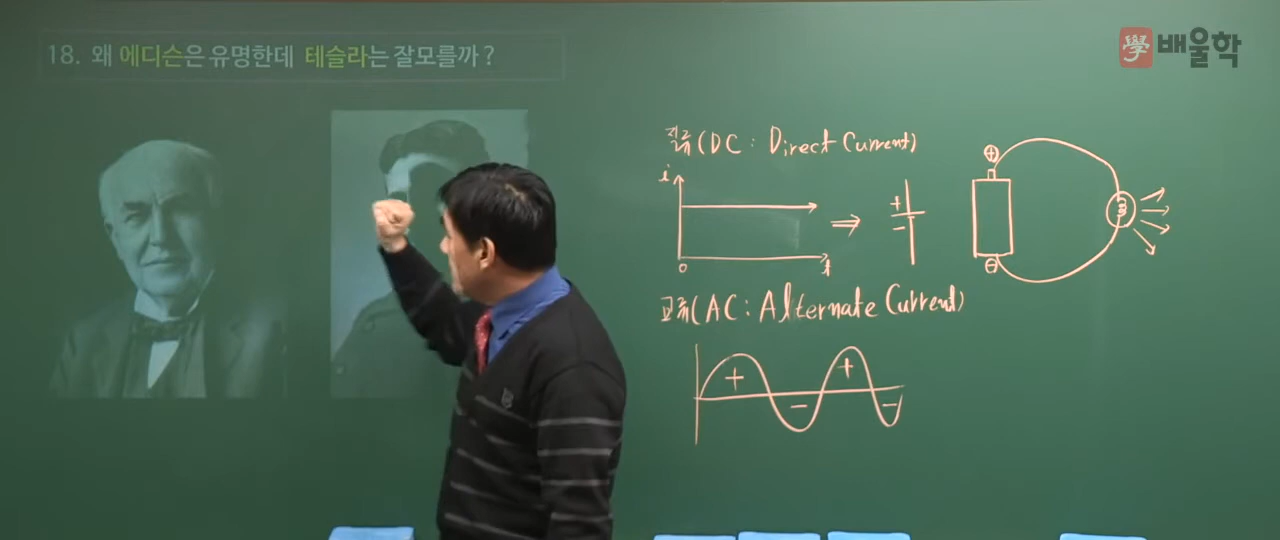 18. 왜 에디슨은 유명한데 테슬라는 잘모를까?
學 배울학
직류(DC : Direct Current)
i
0
t
⇒
+
-
⊕
⊖
교류(AC : Alternate Current)
+
-
+
-